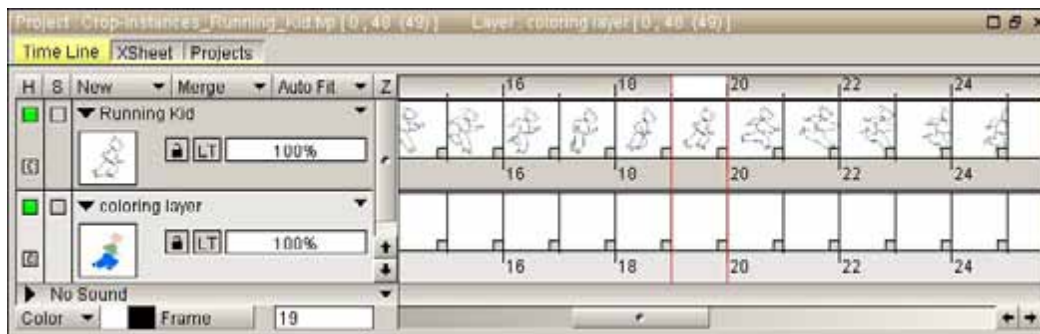 Project : Crop-Instances_Running_Kid.tvp [ 0 , 48 (49) ] Layer : coloring layer [ 0 , 48 (49) ]
Time Line XSheet Projects
H S New Merge Auto Fit Z 16 18 20 22 24
Running Kid
LT 100%
16 18 20 22 24
coloring layer
LT 100%
16 18 20 22 24
No Sound
Color Frame 19